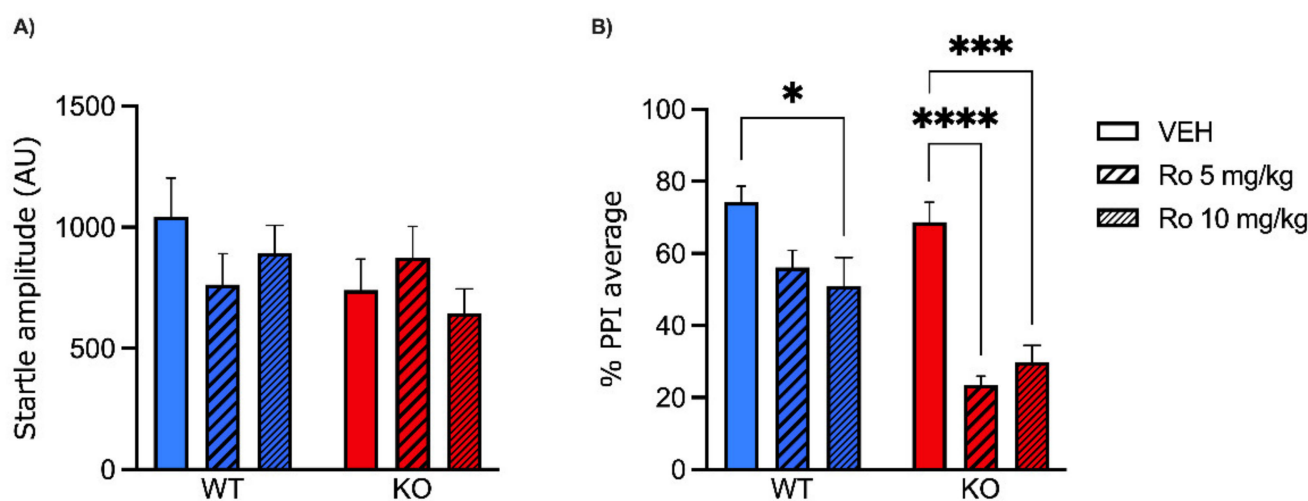 A)
Startle amplitude (AU)
1500
1000
500
0
WT
KO
B)
% PPI average
100
80
60
40
20
0
*
****
***
WT
KO
VEH
Ro 5 mg/kg
Ro 10 mg/kg